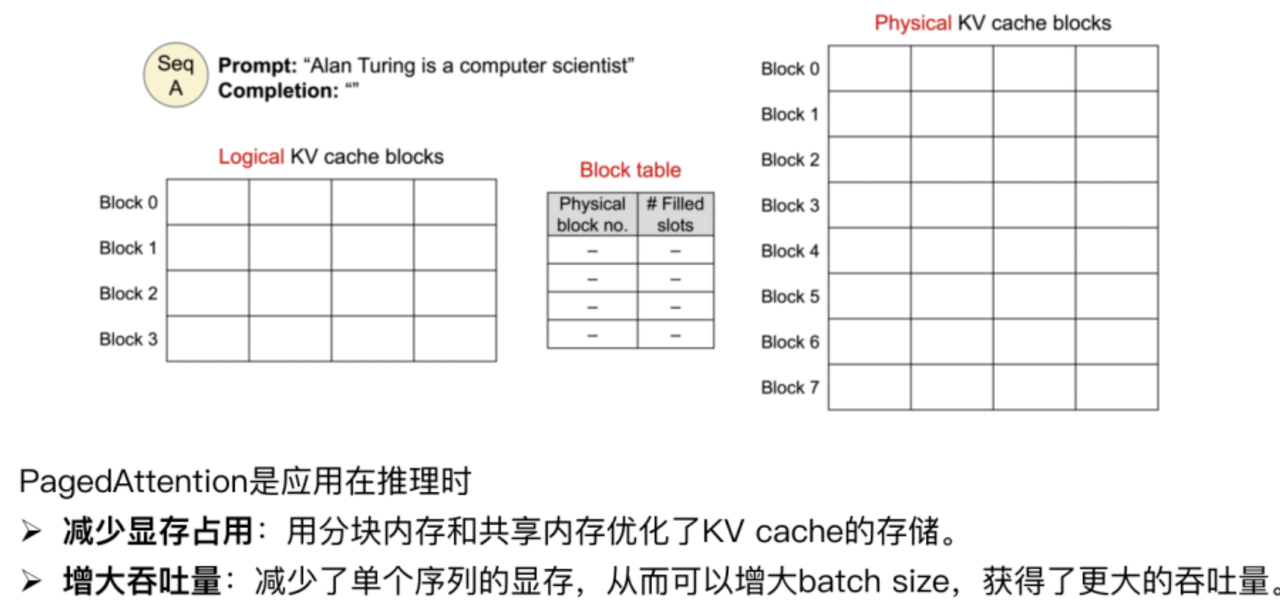 Physical KV cache blocks
Seq
A
Prompt: “Alan Turing is a computer scientist”
Completion: “”
Logical KV cache blocks
Block 0
Block 1
Block 2
Block 3
Block table
Physical block no.
# Filled slots
–
–
–
–
–
–
–
–
Block 0
Block 1
Block 2
Block 3
Block 4
Block 5
Block 6
Block 7
PagedAttention是应用在推理时
➢ 减少显存占用：用分块内存和共享内存优化了KV cache的存储。
➢ 增大吞吐量：减少了单个序列的显存，从而可以增大batch size，获得了更大的吞吐量。